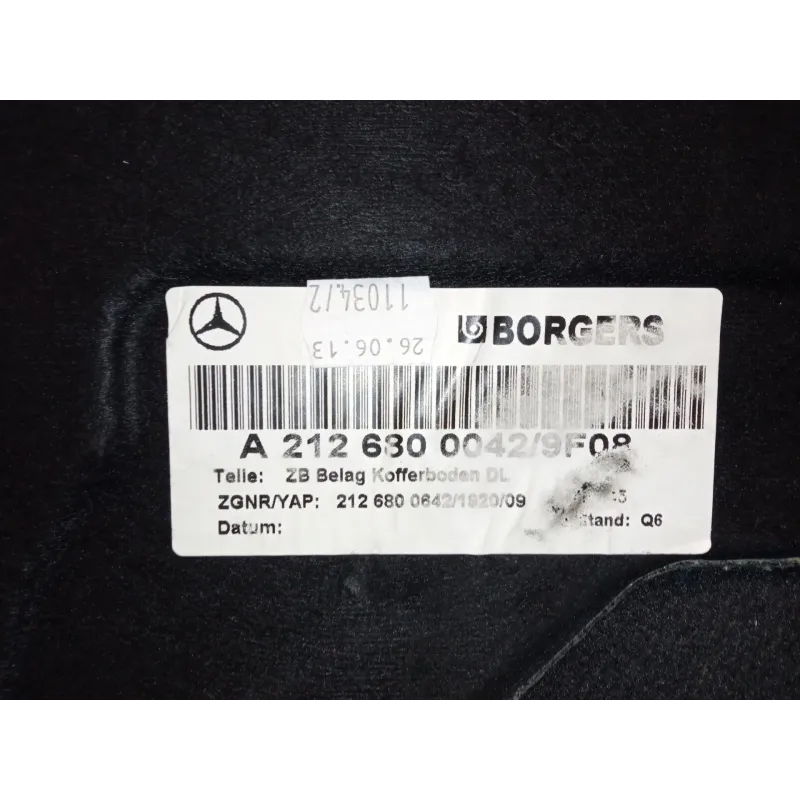 11034/2
26.06.13
BORGERS
A 212 680 0042/9F08
Teile: ZB Belag Kofferboden DL
ZGNR/YAP: 212 680 0642/1920/09
Datum: Stand: Q6